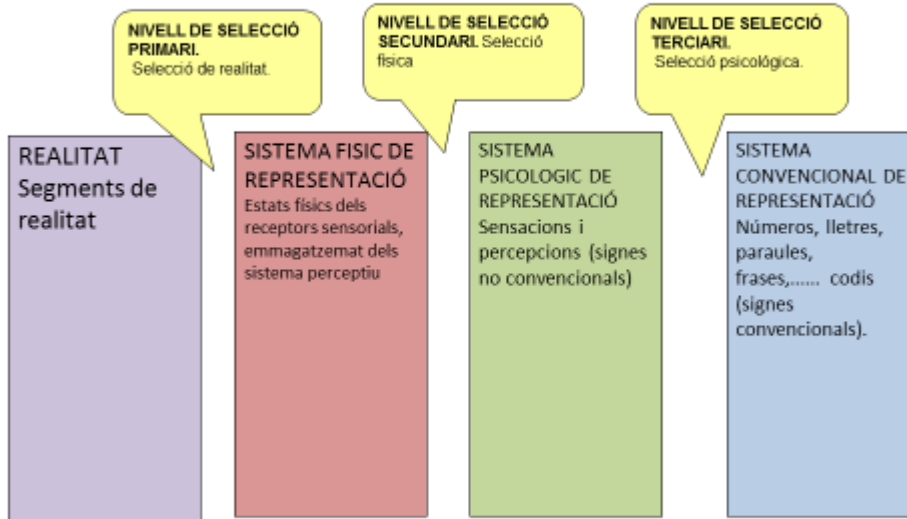 NIVELL DE SELECCIÓ
PRIMARI.
Selecció de realitat.
NIVELL DE SELECCIÓ
SECUNDARI. Selecció
física
NIVELL DE SELECCIÓ
TERCIARI.
Selecció psicológica.
REALITAT
Segments de
realitat
SISTEMA FISIC DE
REPRESENTACIÓ
Estats físics dels
receptors sensorials,
emmagatzemat dels
sistema perceptiu
SISTEMA
PSICOLOGIC DE
REPRESENTACIÓ
Sensacions i
percepcions (signes
no convencionals)
SISTEMA
CONVENCIONAL DE
REPRESENTACIÓ
Números, lletres,
paraules,
frases,...... codis
(signes
convencionals).